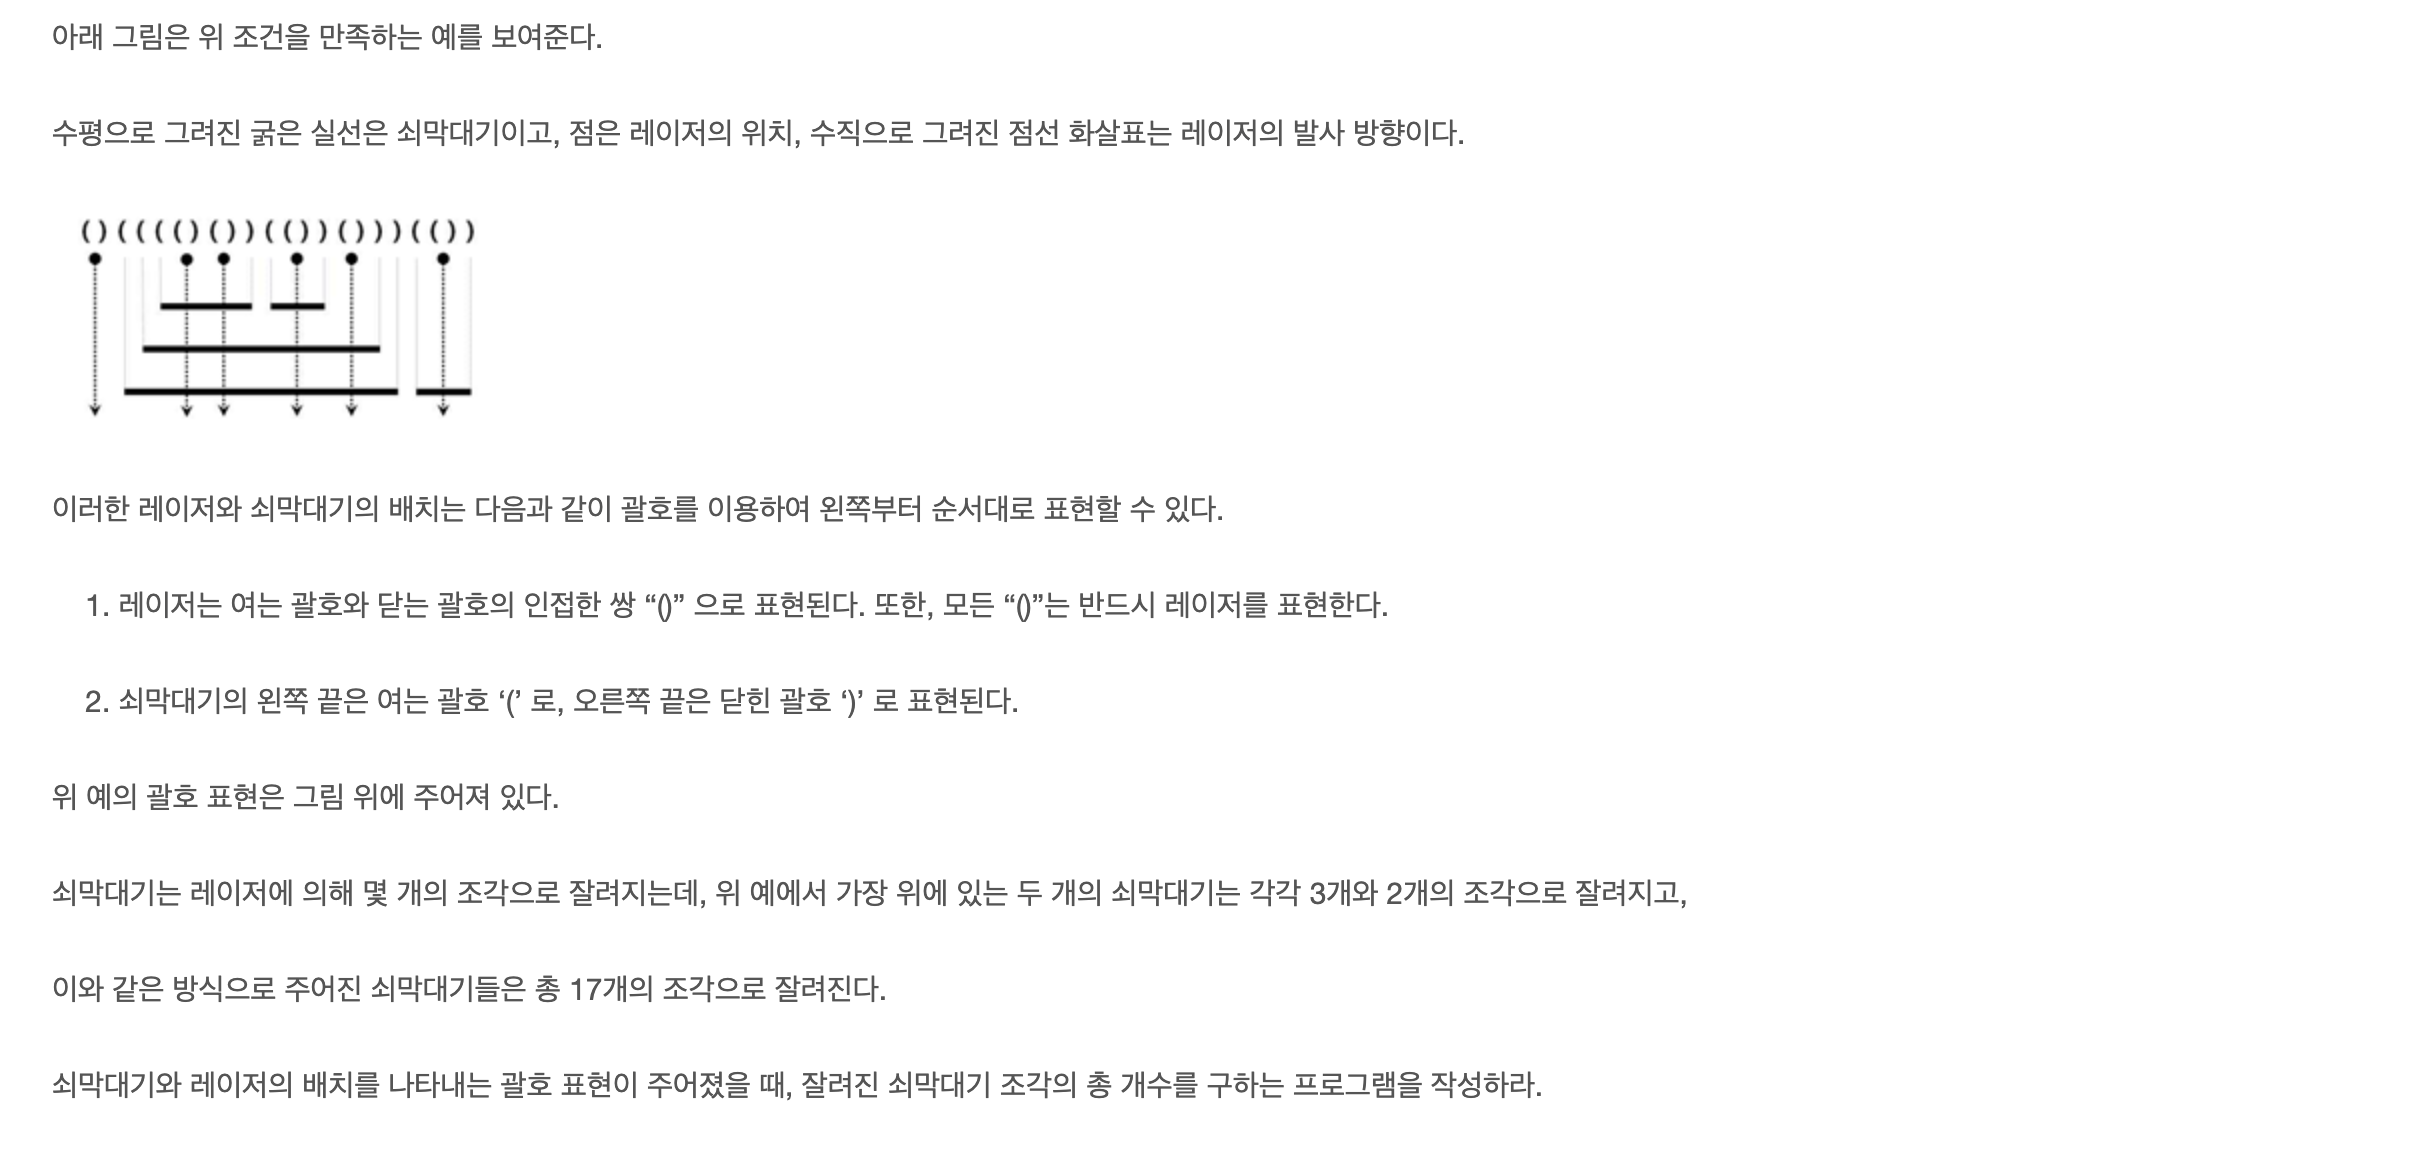 아래 그림은 위 조건을 만족하는 예를 보여준다.
수평으로 그려진 굵은 실선은 쇠막대기이고, 점은 레이저의 위치, 수직으로 그려진 점선 화살표는 레이저의 발사 방향이다.
()(((()())(())()))(())
이러한 레이저와 쇠막대기의 배치는 다음과 같이 괄호를 이용하여 왼쪽부터 순서대로 표현할 수 있다.
1. 레이저는 여는 괄호와 닫는 괄호의 인접한 쌍 “()” 으로 표현된다. 또한, 모든 “()”는 반드시 레이저를 표현한다.
2. 쇠막대기의 왼쪽 끝은 여는 괄호 ‘(’ 로, 오른쪽 끝은 닫힌 괄호 ‘)’ 로 표현된다.
위 예의 괄호 표현은 그림 위에 주어져 있다.
쇠막대기는 레이저에 의해 몇 개의 조각으로 잘려지는데, 위 예에서 가장 위에 있는 두 개의 쇠막대기는 각각 3개와 2개의 조각으로 잘려지고,
이와 같은 방식으로 주어진 쇠막대기들은 총 17개의 조각으로 잘려진다.
쇠막대기와 레이저의 배치를 나타내는 괄호 표현이 주어졌을 때, 잘려진 쇠막대기 조각의 총 개수를 구하는 프로그램을 작성하라.